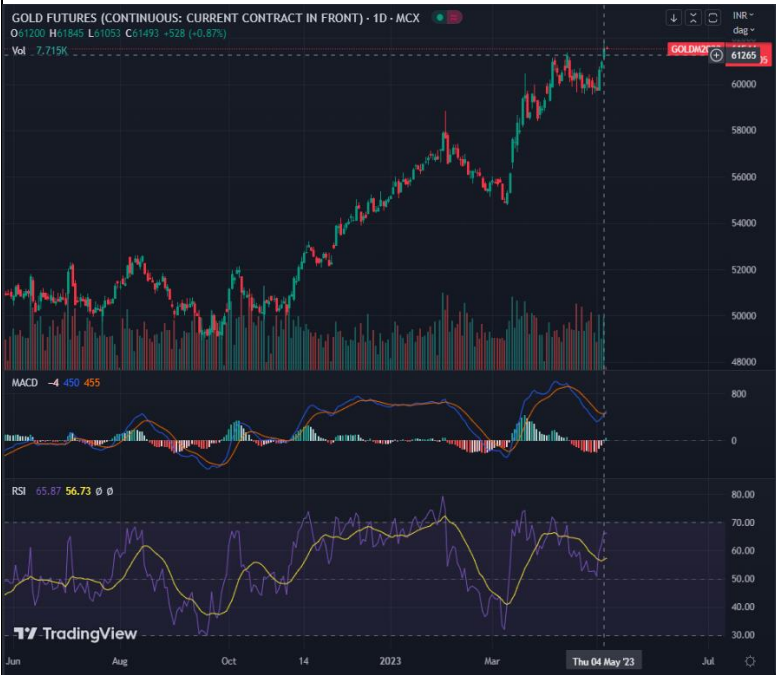 GOLD FUTURES (CONTINUOUS: CURRENT CONTRACT IN FRONT) · 1D · MCX
INR
O61200 H61845 L61053 C61493 +528 (+0.87%)
dag
Vol 7,715K
61265
60000
58000
56000
54000
52000
50000
48000
MACD −4 450 455
800
0
RSI 65.87 56.73 Ø Ø
80.00
70.00
60.00
50.00
40.00
30.00
TradingView
Jun Aug Oct 14 2023 Mar Thu 04 May '23 Jul